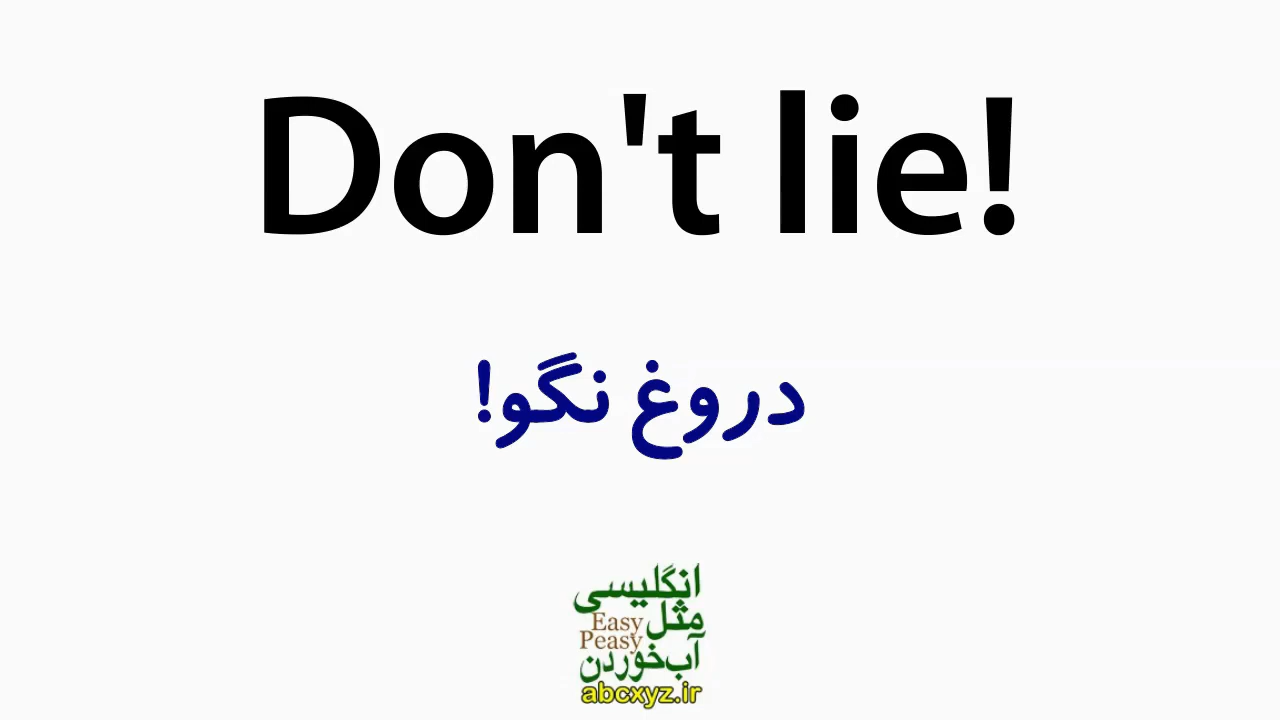 Don't lie!
دروغ نگو!
انگلیسی
مثل
Easy
Peasy
آب‌خوردن
abcxyz.ir